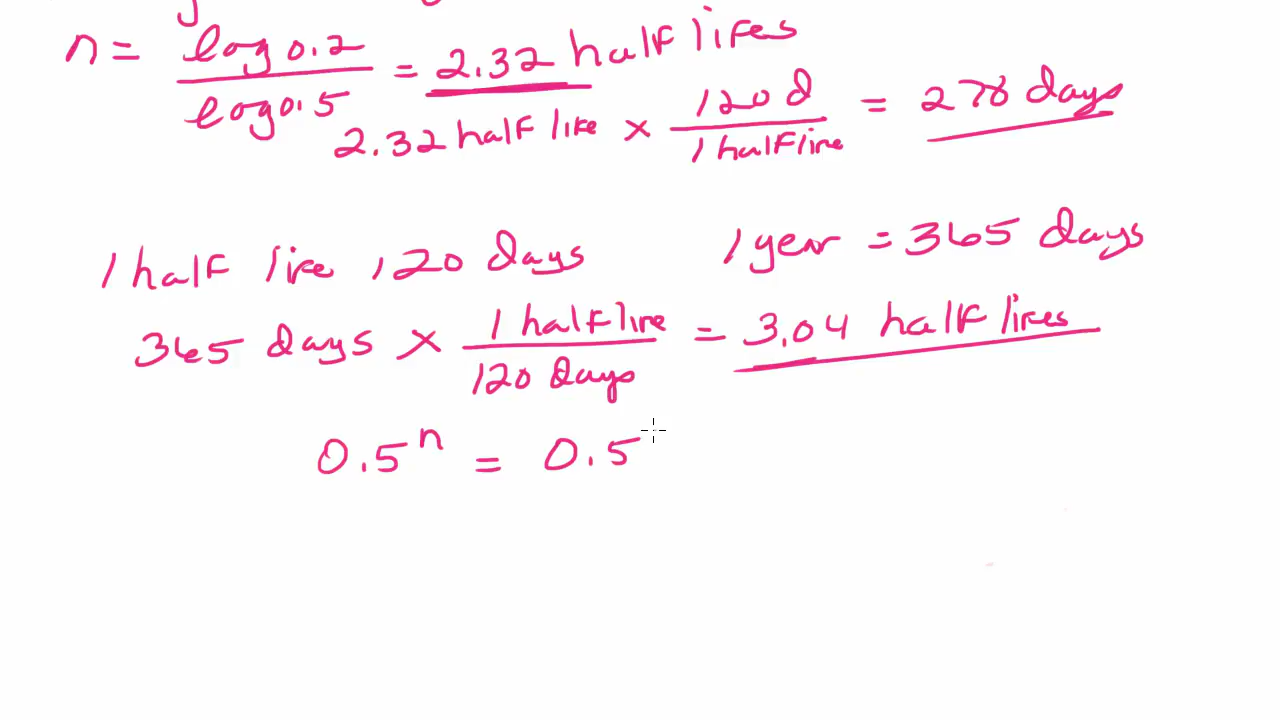 n = log 0.2 / log 0.5 = 2.32 half lifes
2.32 half life × 120 d / 1 half life = 278 days
1 half life 120 days
1 year = 365 days
365 days × 1 half life / 120 days = 3.04 half lives
0.5^n = 0.5